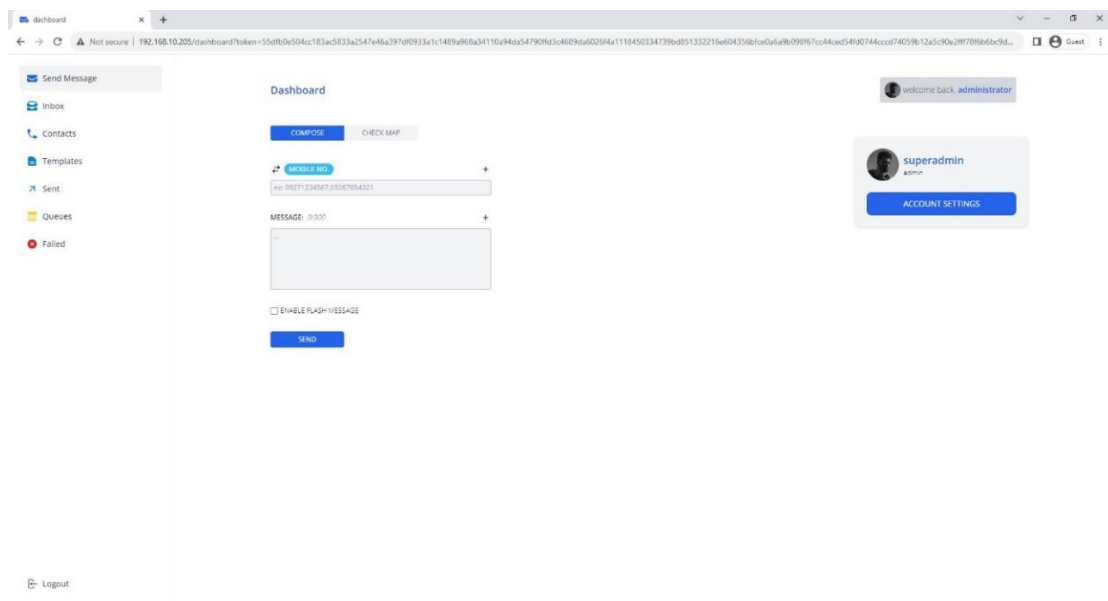 dashboard
Not secure | 192.168.10.205/dashboard?token=
Guest
Send Message
Inbox
Contacts
Templates
Sent
Queues
Failed
Logout
Dashboard
COMPOSE
CHECK MAP
MOBILE NO.
+
ex: 09271234567,09267654321
MESSAGE: 0/300
+
...
ENABLE FLASH MESSAGE
SEND
welcome back, administrator
superadmin
admin
ACCOUNT SETTINGS